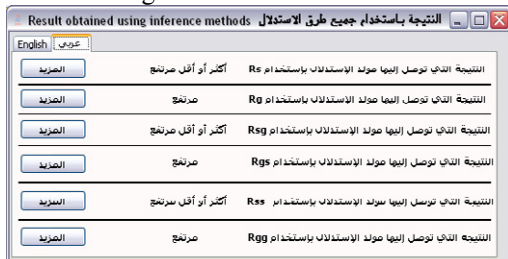 Result obtained using inference methods النتيجة باستخدام جميع طرق الاستدلال
English عربي
النتيجة التي توصل إليها مولد الإستدلال بإستخدام Rs أكثر أو أقل مرتفع المزيد
النتيجة التي توصل إليها مولد الإستدلال بإستخدام Rg مرتفع المزيد
النتيجة التي توصل إليها مولد الإستدلال بإستخدام Rsg أكثر أو أقل مرتفع المزيد
النتيجة التي توصل إليها مولد الإستدلال بإستخدام Rgs مرتفع المزيد
النتيجة التي توصل إليها مولد الإستدلال بإستخدام Rss أكثر أو أقل مرتفع المزيد
النتيجة التي توصل إليها مولد الإستدلال بإستخدام Rgg مرتفع المزيد